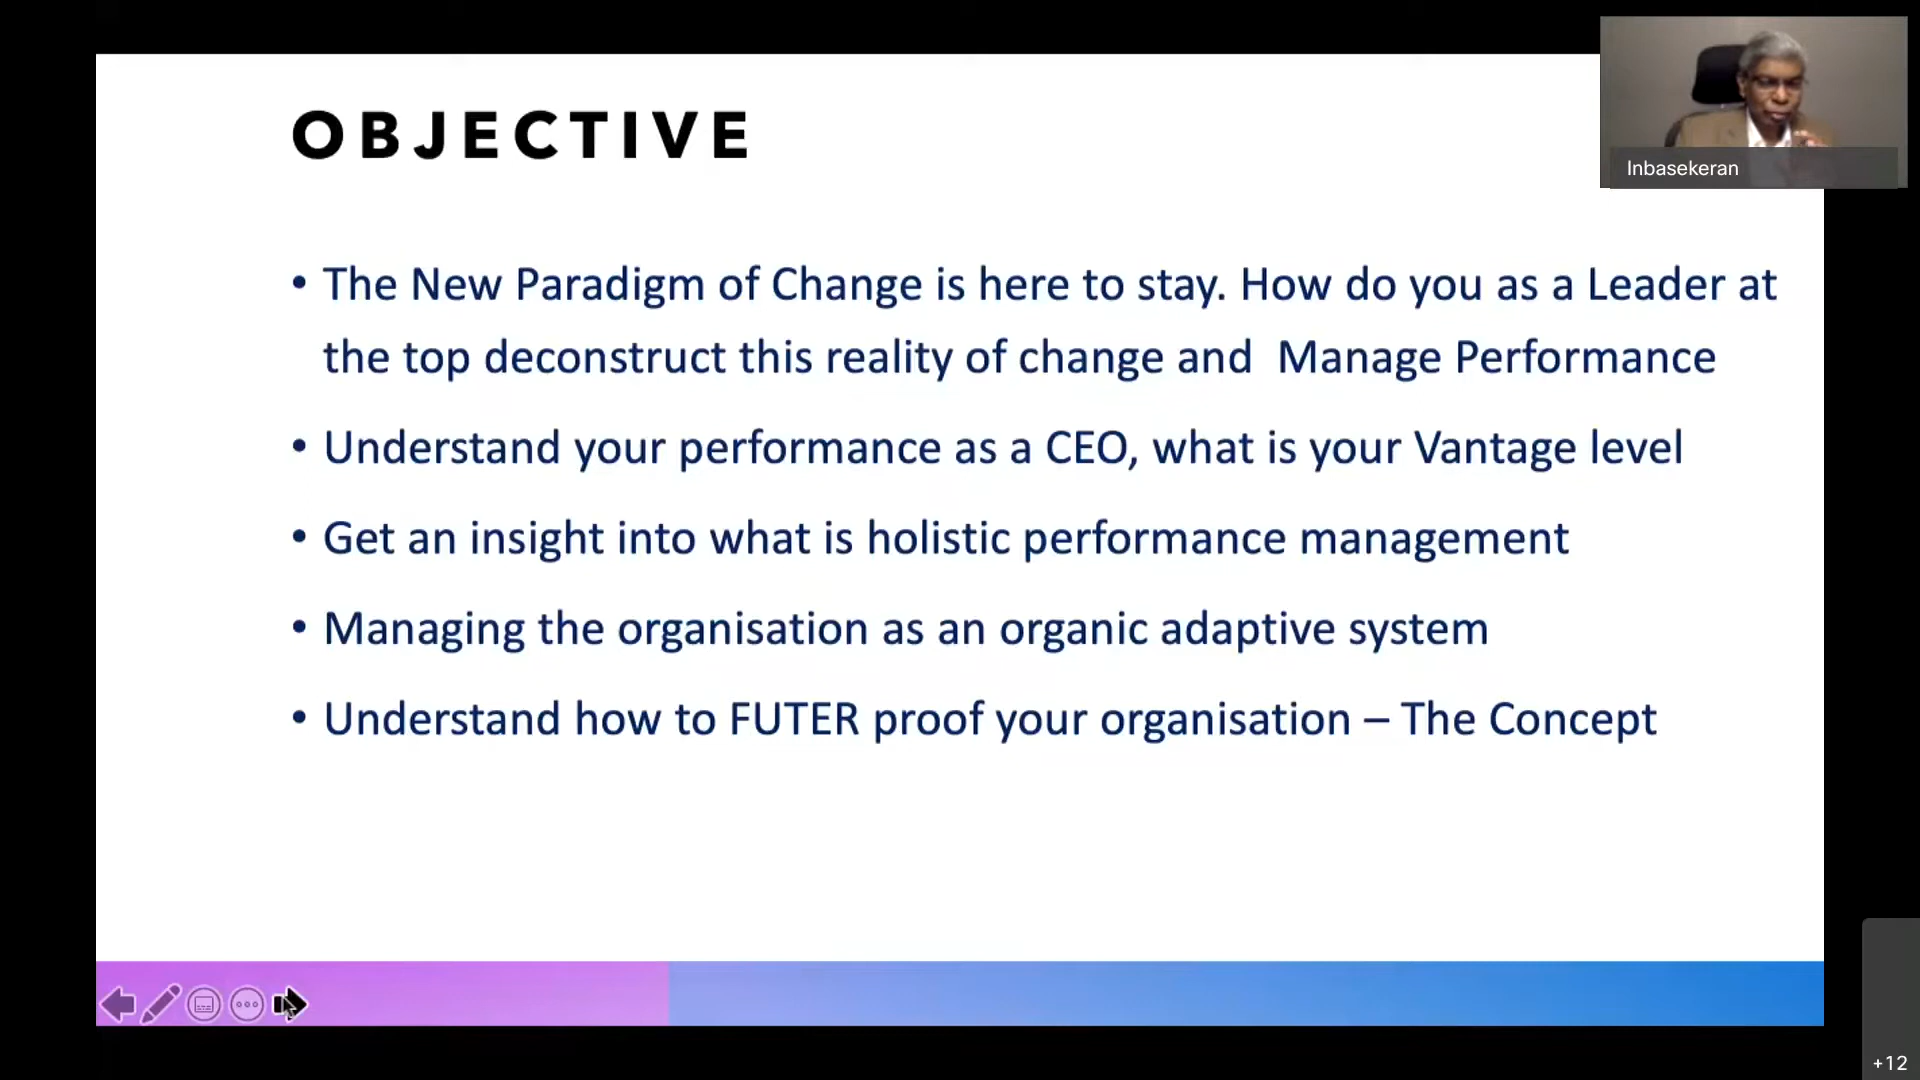 OBJECTIVE
Inbasekeran
• The New Paradigm of Change is here to stay. How do you as a Leader at
the top deconstruct this reality of change and  Manage Performance
• Understand your performance as a CEO, what is your Vantage level
• Get an insight into what is holistic performance management
• Managing the organisation as an organic adaptive system
• Understand how to FUTER proof your organisation – The Concept
+12